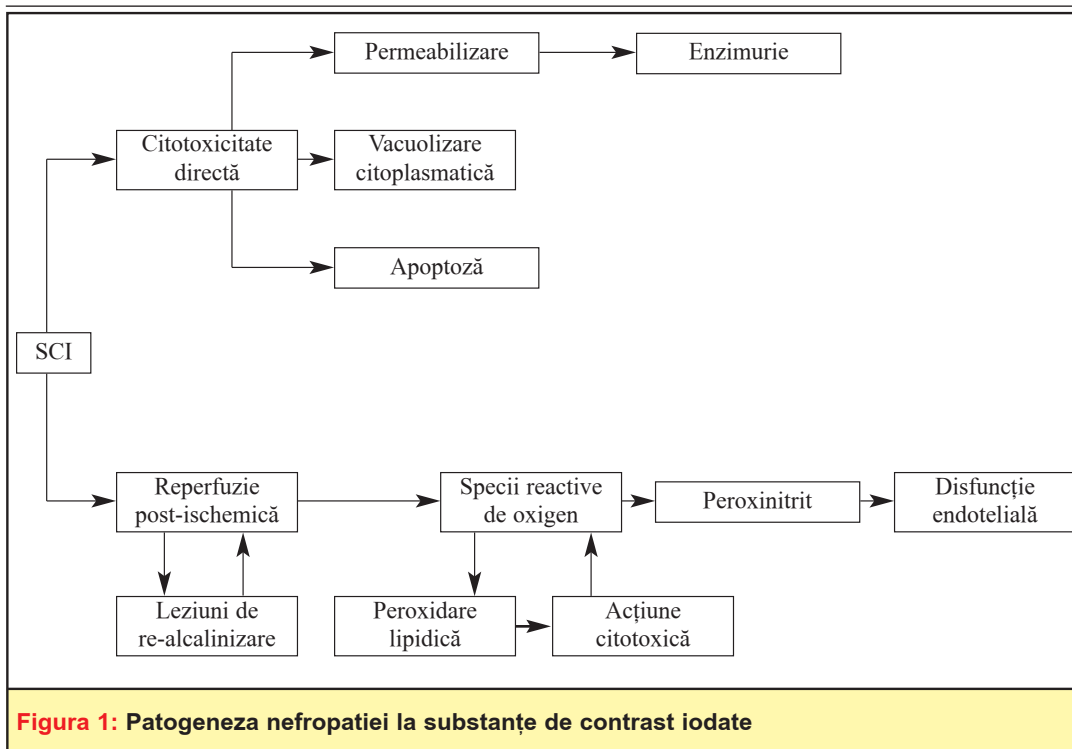 Permeabilizare
Enzimurie
Citotoxicitate
directă
Vacuolizare
citoplasmatică
Apoptoză
SCI
Reperfuzie
post-ischemică
Specii reactive
de oxigen
Peroxinitrit
Disfuncție
endotelială
Leziuni de
re-alcalinizare
Peroxidare
lipidică
Acțiune
citotoxică
Figura 1: Patogeneza nefropatiei la substanțe de contrast iodate